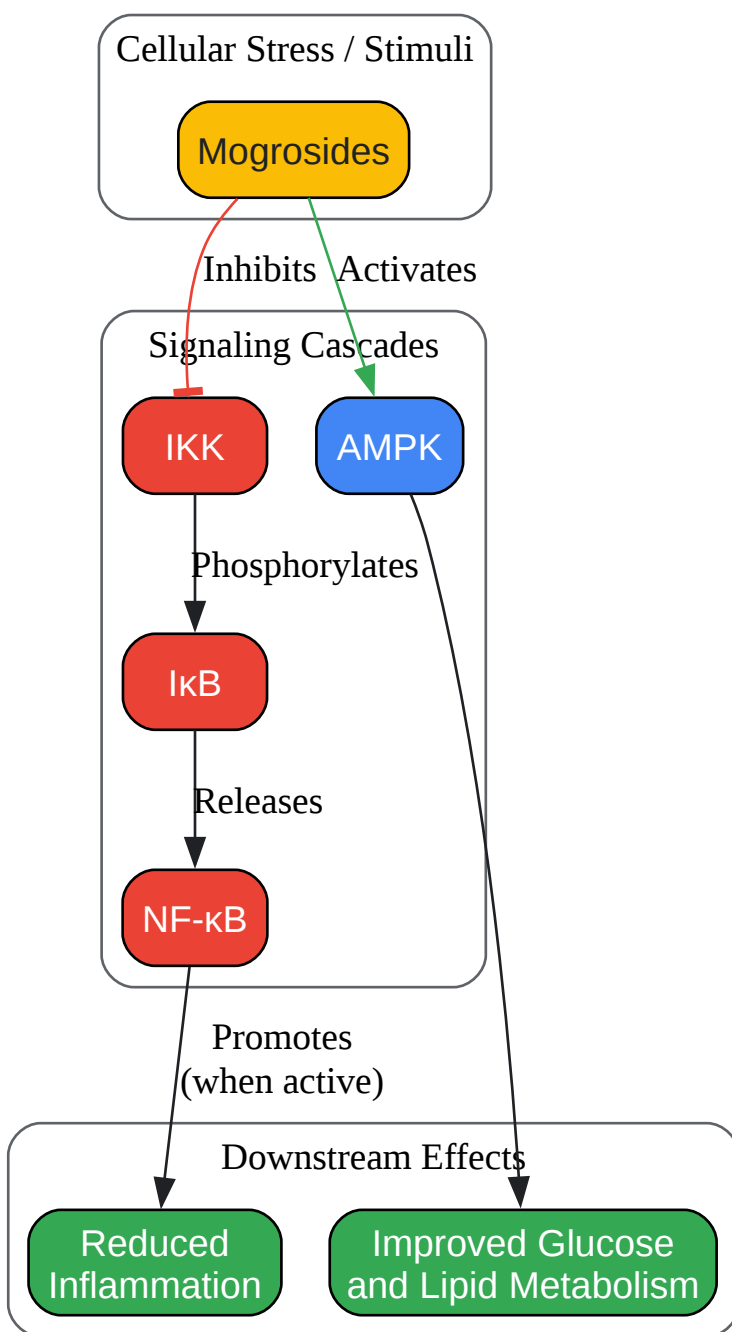 Cellular Stress / Stimuli
Mogrosides
Inhibits
Activates
Signaling Cascades
IKK
AMPK
Phosphorylates
IκB
Releases
NF-κB
Promotes
(when active)
Downstream Effects
Reduced
Inflammation
Improved Glucose
and Lipid Metabolism